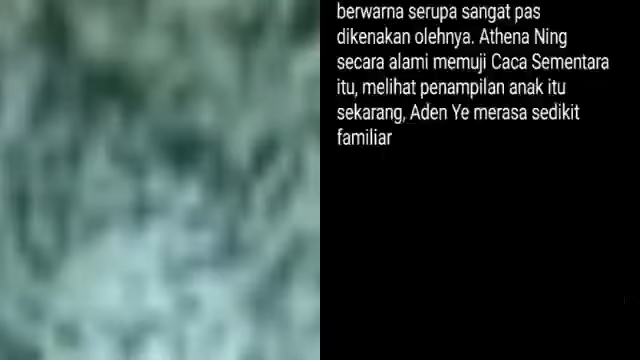 berwarna serupa sangat pas
dikenakan olehnya. Athena Ning
secara alami memuji Caca Sementara
itu, melihat penampilan anak itu
sekarang, Aden Ye merasa sedikit
familiar